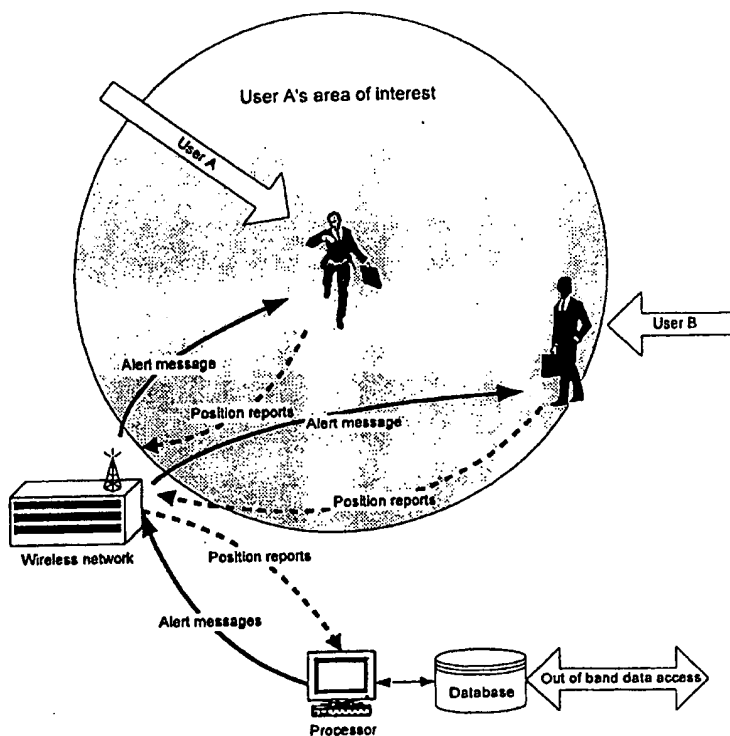 User A's area of interest
User A
User B
Alert message
Position reports
Alert message
Position reports
Wireless network
Position reports
Alert messages
Database
Out of band data access
Processor